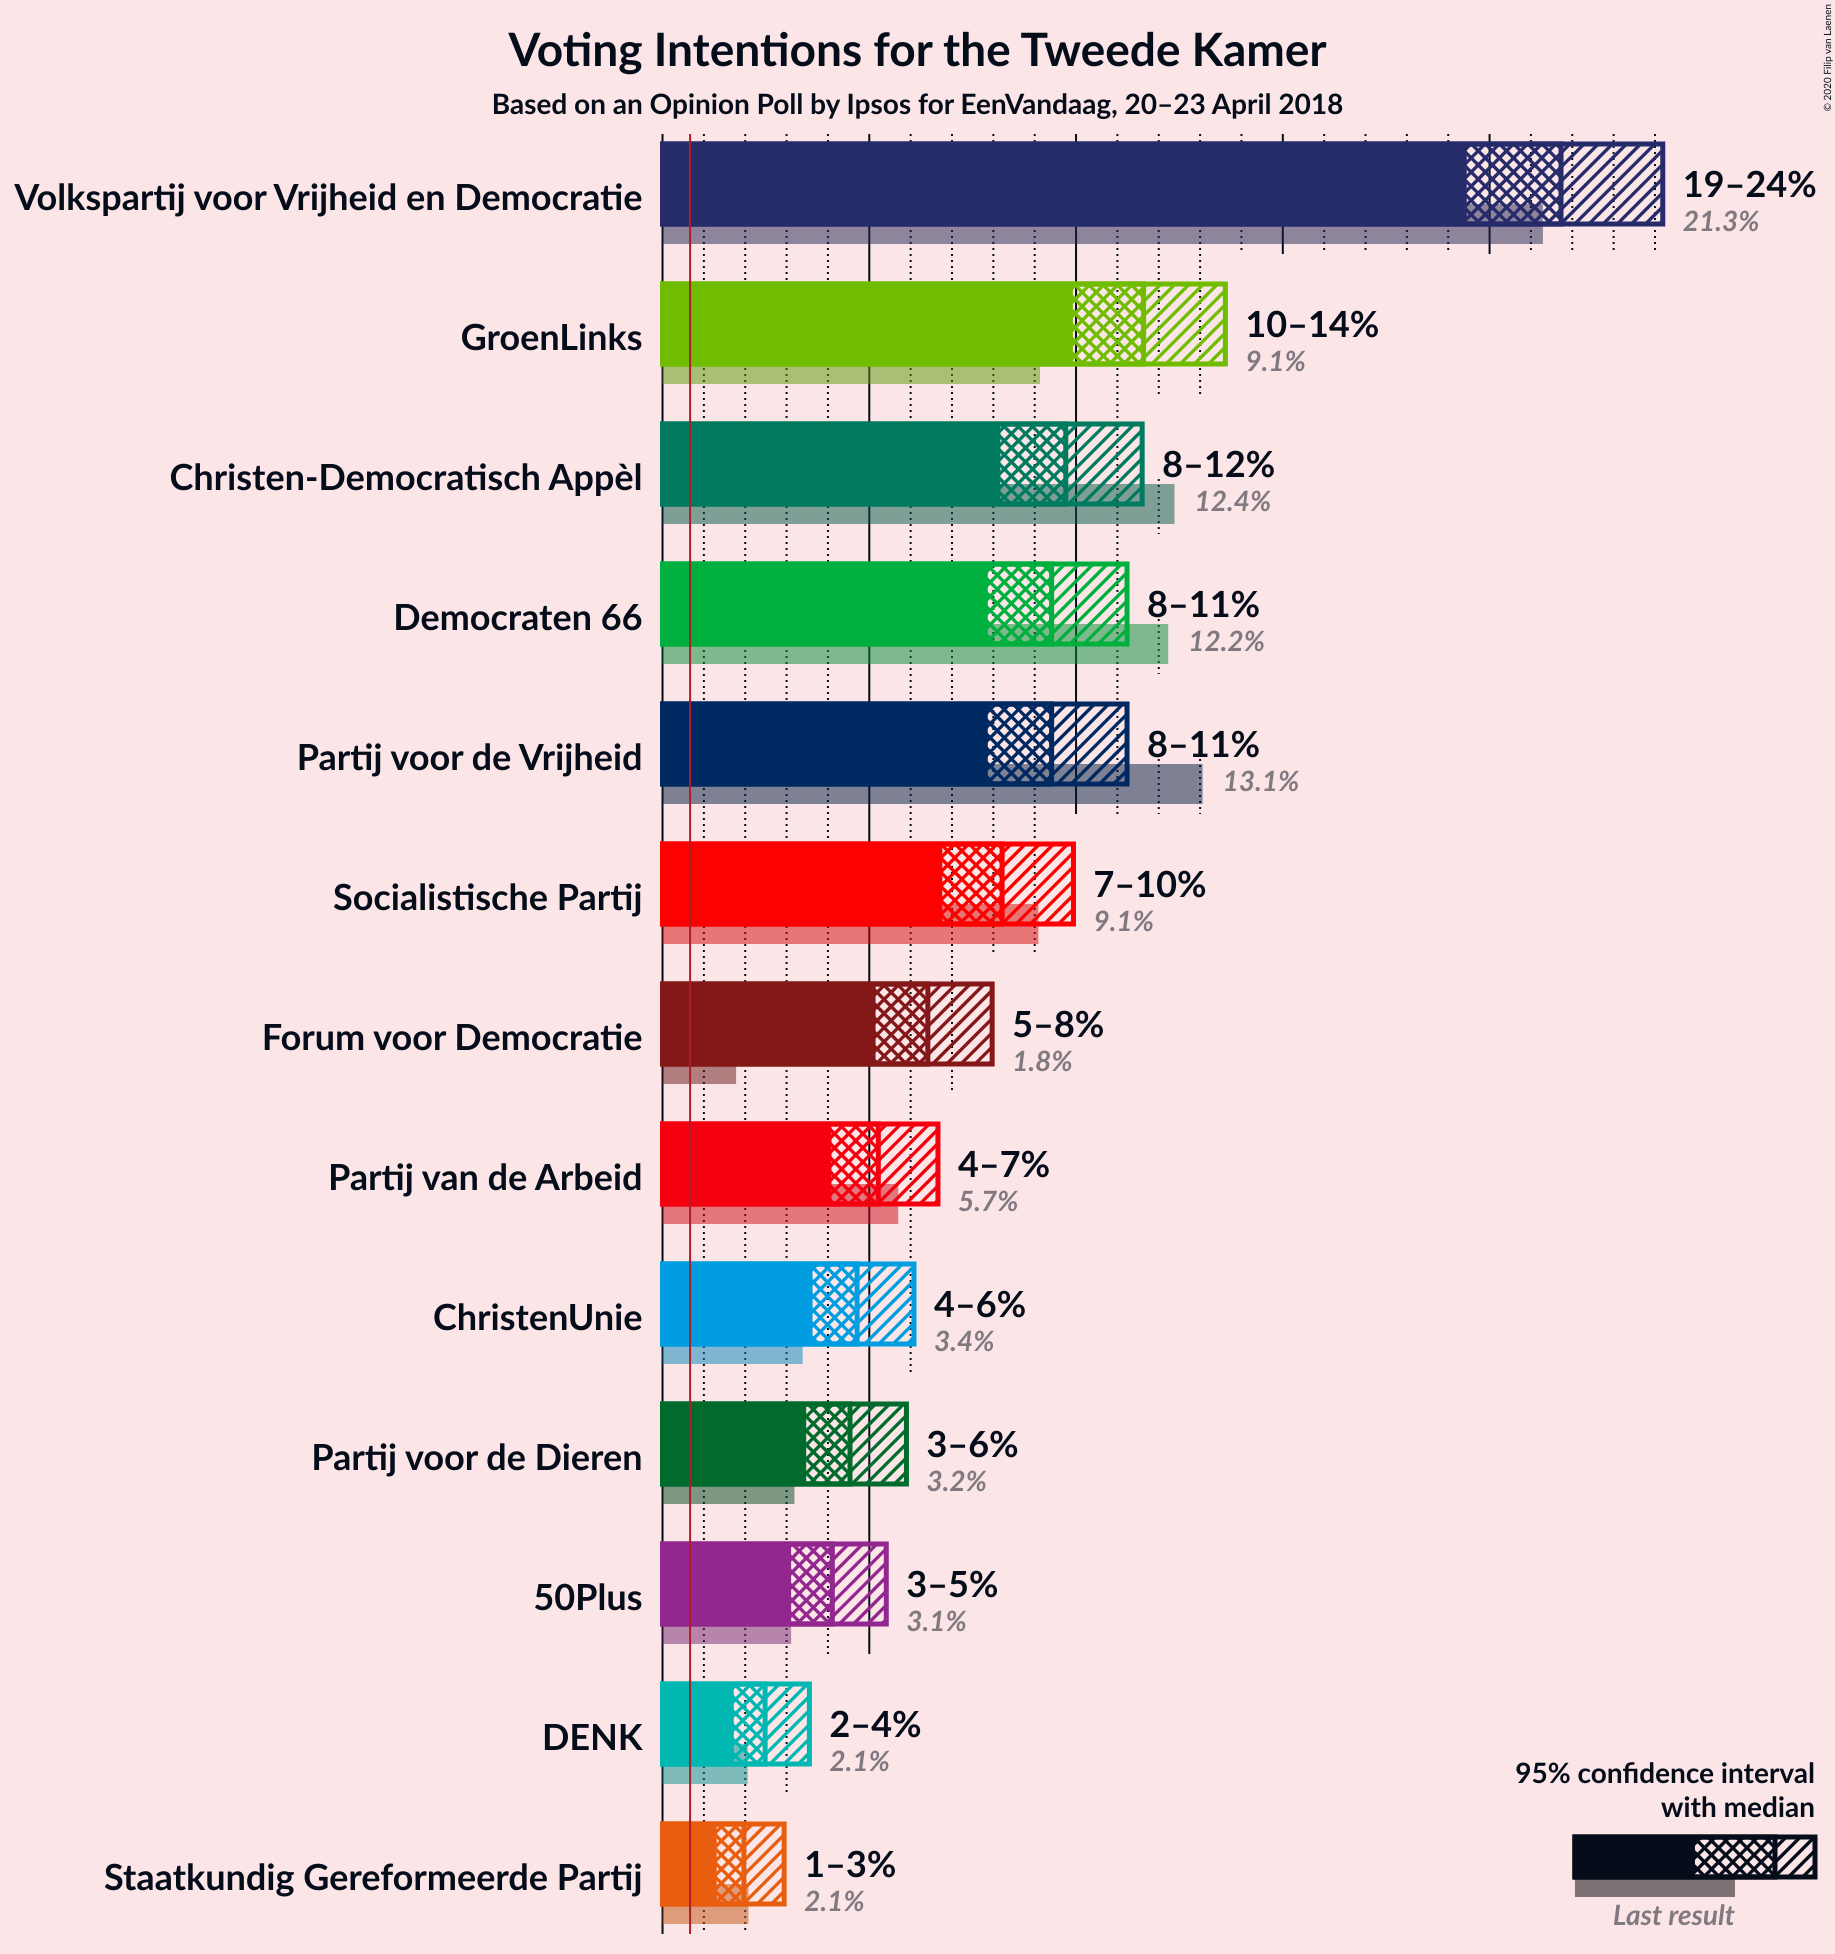 Voting Intentions for the Tweede Kamer
Based on an Opinion Poll by Ipsos for EenVandaag, 20–23 April 2018
© 2020 Filip van Laenen
Volkspartij voor Vrijheid en Democratie
19–24%
21.3%
GroenLinks
10–14%
9.1%
Christen-Democratisch Appèl
8–12%
12.4%
Democraten 66
8–11%
12.2%
Partij voor de Vrijheid
8–11%
13.1%
Socialistische Partij
7–10%
9.1%
Forum voor Democratie
5–8%
1.8%
Partij van de Arbeid
4–7%
5.7%
ChristenUnie
4–6%
3.4%
Partij voor de Dieren
3–6%
3.2%
50Plus
3–5%
3.1%
DENK
2–4%
2.1%
Staatkundig Gereformeerde Partij
1–3%
2.1%
95% confidence interval
with median
Last result